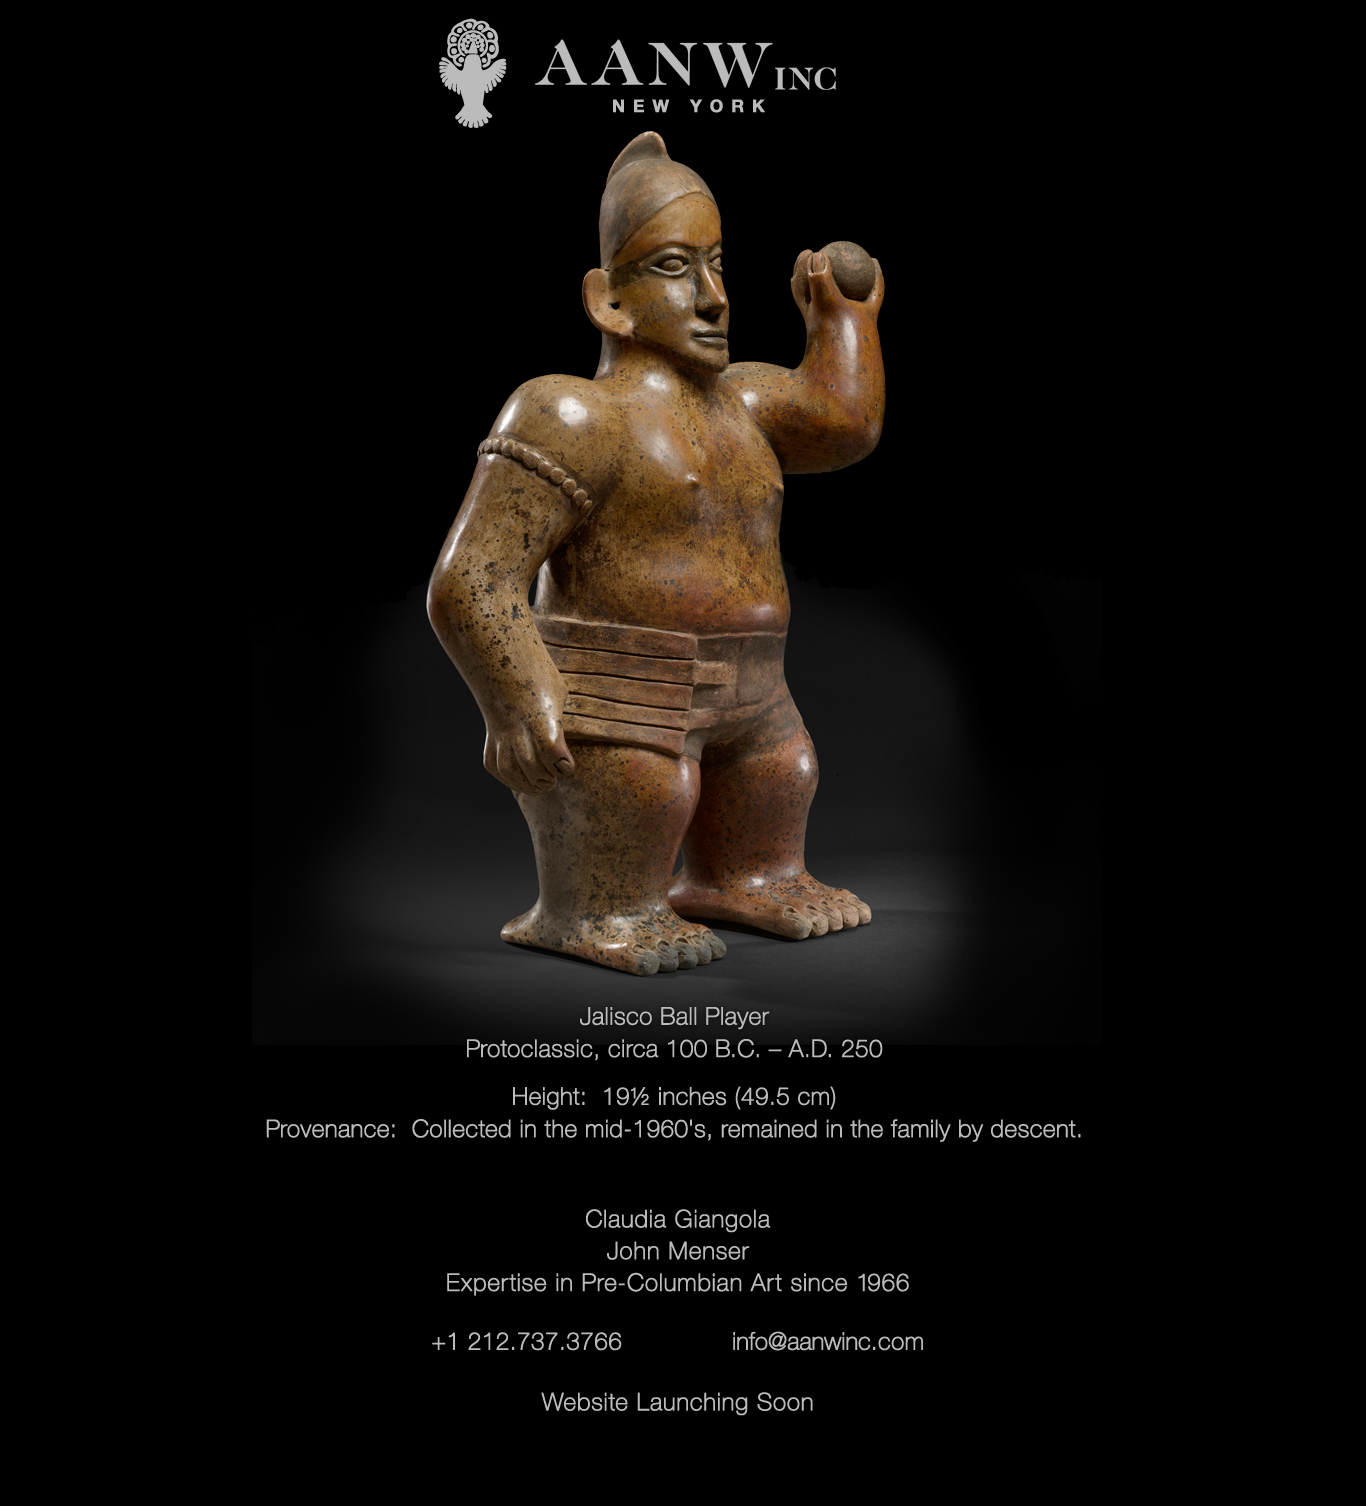 AANW INC
NEW YORK
Jalisco Ball Player
Protoclassic, circa 100 B.C. – A.D. 250
Height:  19½ inches (49.5 cm)
Provenance:  Collected in the mid-1960's, remained in the family by descent.
Claudia Giangola
John Menser
Expertise in Pre-Columbian Art since 1966
+1 212.737.3766 info@aanwinc.com
Website Launching Soon